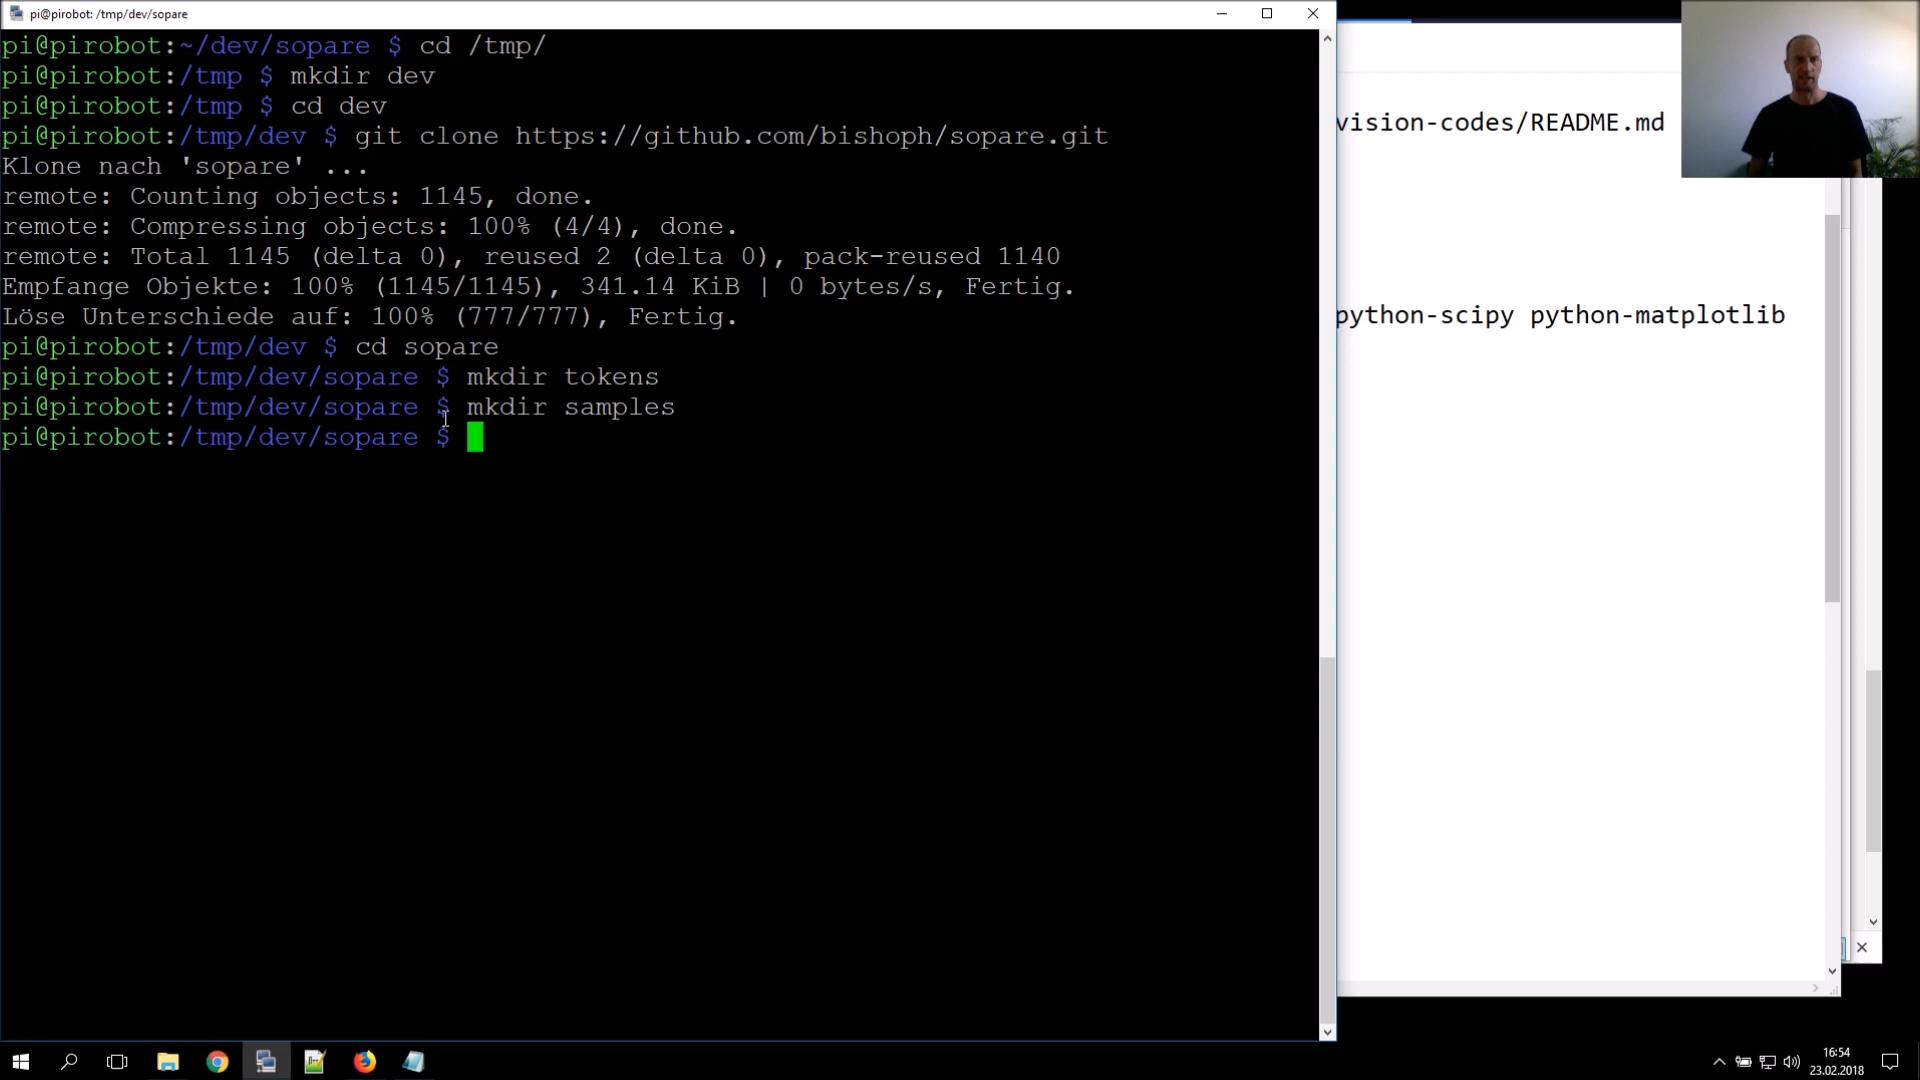 pi@pirobot: /tmp/dev/sopare
pi@pirobot:~/dev/sopare $ cd /tmp/
pi@pirobot:/tmp $ mkdir dev
pi@pirobot:/tmp $ cd dev
pi@pirobot:/tmp/dev $ git clone https://github.com/bishoph/sopare.git
Klone nach 'sopare' ...
remote: Counting objects: 1145, done.
remote: Compressing objects: 100% (4/4), done.
remote: Total 1145 (delta 0), reused 2 (delta 0), pack-reused 1140
Empfange Objekte: 100% (1145/1145), 341.14 KiB | 0 bytes/s, Fertig.
Löse Unterschiede auf: 100% (777/777), Fertig.
pi@pirobot:/tmp/dev $ cd sopare
pi@pirobot:/tmp/dev/sopare $ mkdir tokens
pi@pirobot:/tmp/dev/sopare $ mkdir samples
pi@pirobot:/tmp/dev/sopare $
vision-codes/README.md
python-scipy python-matplotlib
16:54
23.02.2018